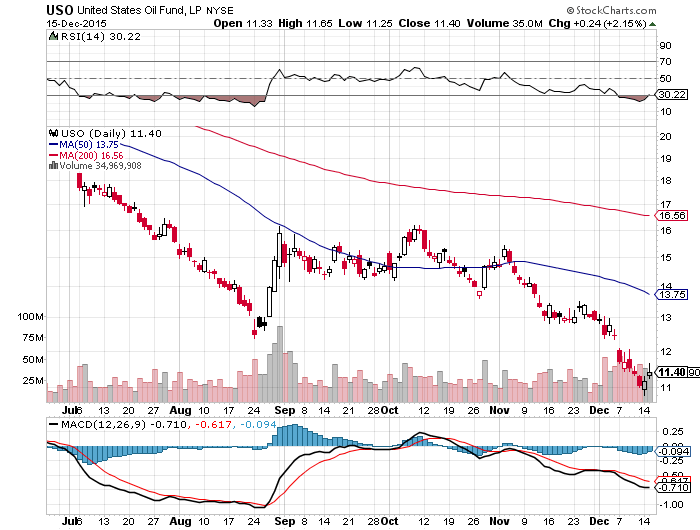 USO United States Oil Fund, LP NYSE © StockCharts.com
15-Dec-2015 Open 11.33 High 11.65 Low 11.25 Close 11.40 Volume 35.0M Chg +0.24 (+2.15%)
RSI(14) 30.22
90
70
50
30.22
10
USO (Daily) 11.40
MA(50) 13.75
MA(200) 16.56
Volume 34,969,908
20
19
18
17
16.56
16
15
14
13.75
13
12
11.40
11
100M
75M
50M
25M
Jul 6 13 20 27 Aug 10 17 24 Sep 8 14 21 28 Oct 12 19 26 Nov 9 16 23 Dec 7 14
MACD(12,26,9) -0.710, -0.617, -0.094
0.25
0.00
-0.094
-0.25
-0.617
-0.710
-1.00
Jul 6 13 20 27 Aug 10 17 24 Sep 8 14 21 28 Oct 12 19 26 Nov 9 16 23 Dec 7 14